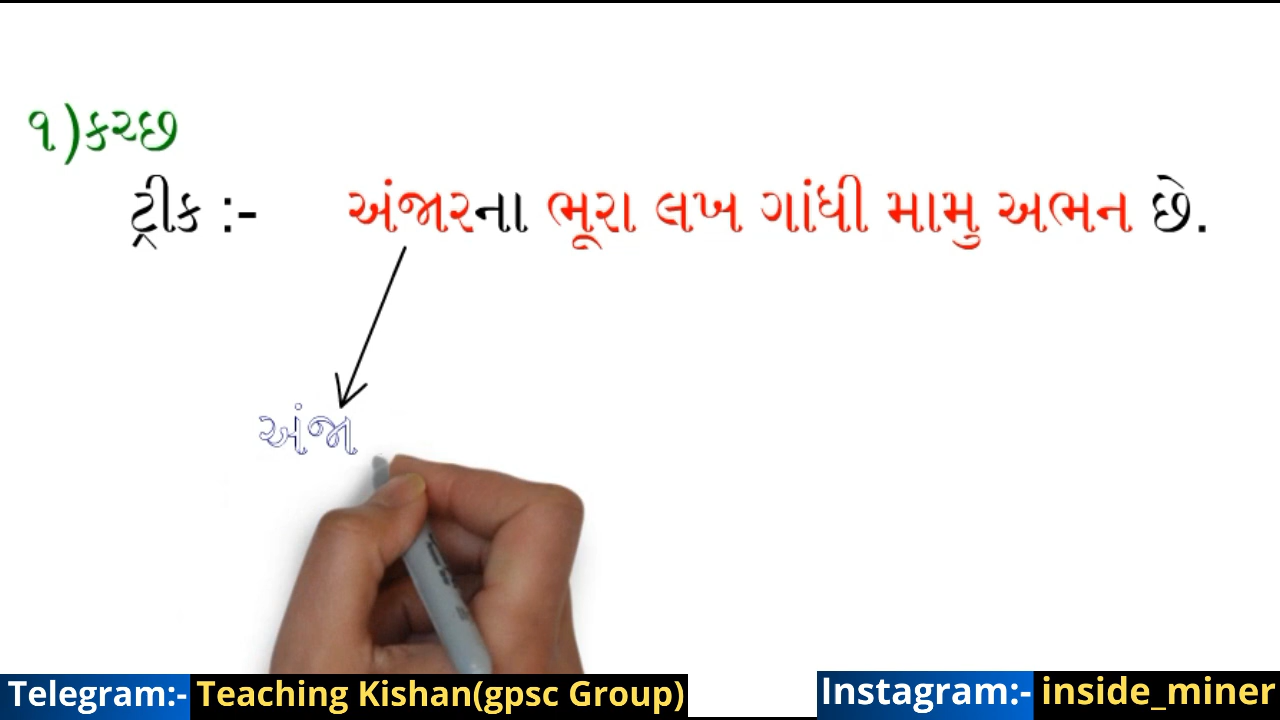 ૧)કચ્છ
ટ્રીક :- અંજારના ભૂરા લખ ગાંધી મામુ અભન છે.
અંજા
Telegram:- Teaching Kishan(gpsc Group)
Instagram:- inside_miner